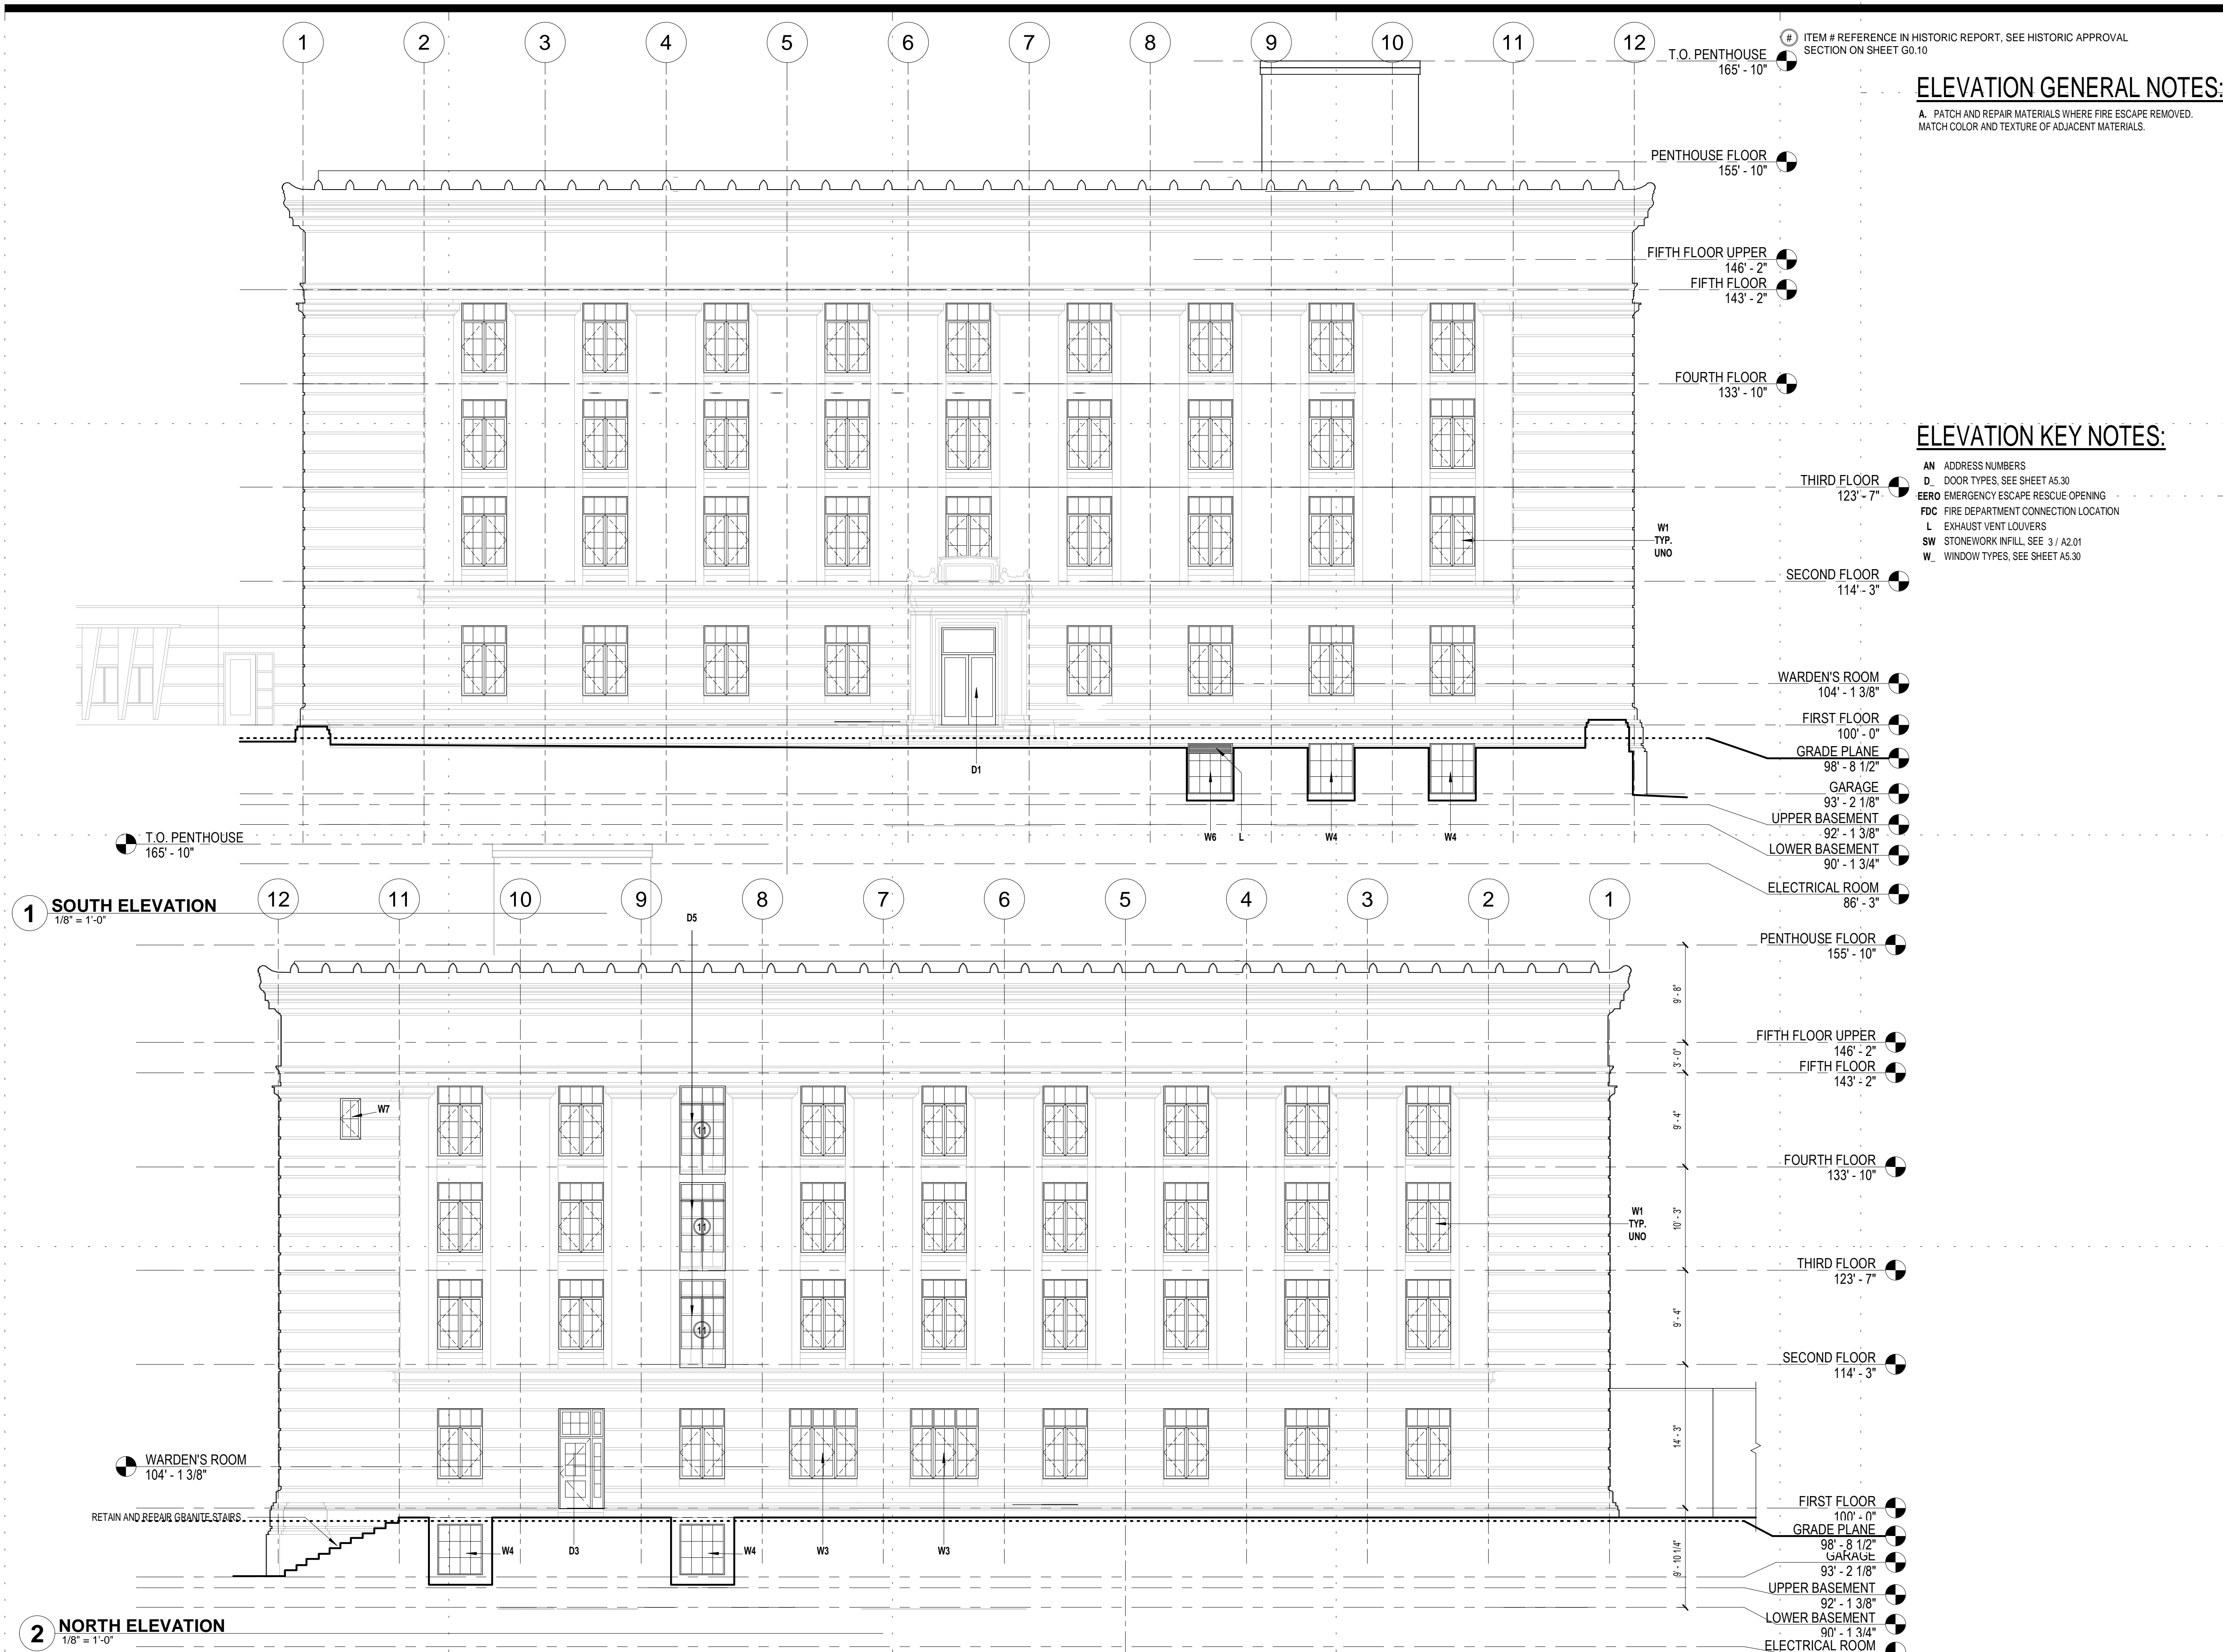 1 2 3 4 5 6 7 8 9 10 11 12
# ITEM # REFERENCE IN HISTORIC REPORT, SEE HISTORIC APPROVAL
SECTION ON SHEET G0.10
T.O. PENTHOUSE
165' - 10"
ELEVATION GENERAL NOTES:
A. PATCH AND REPAIR MATERIALS WHERE FIRE ESCAPE REMOVED.
MATCH COLOR AND TEXTURE OF ADJACENT MATERIALS.
PENTHOUSE FLOOR
155' - 10"
FIFTH FLOOR UPPER
146' - 2"
FIFTH FLOOR
143' - 2"
FOURTH FLOOR
133' - 10"
ELEVATION KEY NOTES:
AN ADDRESS NUMBERS
D_ DOOR TYPES, SEE SHEET A5.30
EERO EMERGENCY ESCAPE RESCUE OPENING
FDC FIRE DEPARTMENT CONNECTION LOCATION
L EXHAUST VENT LOUVERS
SW STONEWORK INFILL, SEE 3 / A2.01
W_ WINDOW TYPES, SEE SHEET A5.30
THIRD FLOOR
123' - 7"
W1
TYP.
UNO
SECOND FLOOR
114' - 3"
WARDEN'S ROOM
104' - 1 3/8"
FIRST FLOOR
100' - 0"
GRADE PLANE
98' - 8 1/2"
D1
GARAGE
93' - 2 1/8"
UPPER BASEMENT
92' - 1 3/8"
W6 L W4 W4
LOWER BASEMENT
90' - 1 3/4"
ELECTRICAL ROOM
86' - 3"
T.O. PENTHOUSE
165' - 10"
1 SOUTH ELEVATION
1/8" = 1'-0"
12 11 10 9 8 7 6 5 4 3 2 1
D5
PENTHOUSE FLOOR
155' - 10"
9' - 8"
FIFTH FLOOR UPPER
146' - 2"
3' - 0"
FIFTH FLOOR
143' - 2"
W7
11
9' - 4"
FOURTH FLOOR
133' - 10"
11
W1
TYP.
UNO
10' - 3"
THIRD FLOOR
123' - 7"
11
9' - 4"
SECOND FLOOR
114' - 3"
14' - 3"
WARDEN'S ROOM
104' - 1 3/8"
RETAIN AND REPAIR GRANITE STAIRS
FIRST FLOOR
100' - 0"
GRADE PLANE
98' - 8 1/2"
W4 D3 W4 W3 W3
9' - 10 1/4"
GARAGE
93' - 2 1/8"
UPPER BASEMENT
92' - 1 3/8"
LOWER BASEMENT
90' - 1 3/4"
ELECTRICAL ROOM
2 NORTH ELEVATION
1/8" = 1'-0"